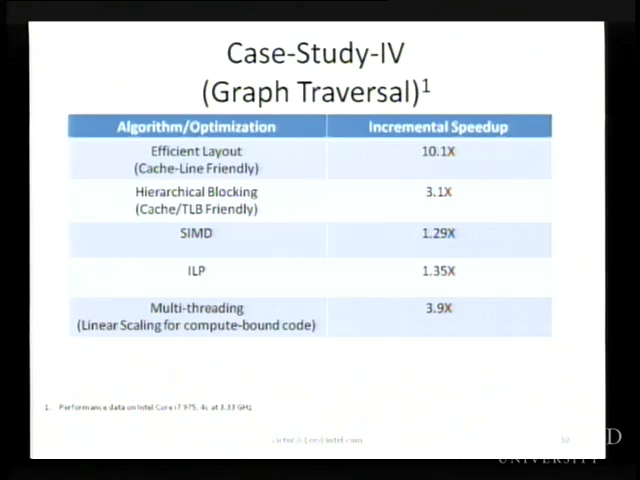 Case-Study-IV
(Graph Traversal)1
Algorithm/Optimization Incremental Speedup
Efficient Layout
(Cache-Line Friendly) 10.1X
Hierarchical Blocking
(Cache/TLB Friendly) 3.1X
SIMD 1.29X
ILP 1.35X
Multi-threading
(Linear Scaling for compute-bound code) 3.9X
1. Performance data on Intel Core i7 975, 4c at 3.33 GHz
50
D
UNIVERSITY